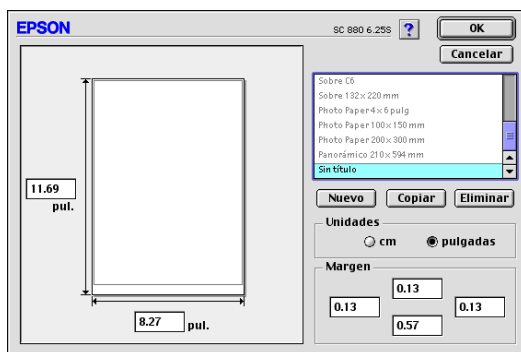 EPSON
SC 880 6.25S ? OK
Cancelar
Sobre C6
Sobre 132 x 220 mm
Photo Paper 4 x 6 pulg
Photo Paper 100 x 150 mm
Photo Paper 200 x 300 mm
Panorámico 210 x 594 mm
Sin título
Nuevo Copiar Eliminar
Unidades
cm pulgadas
Margen
0.13
0.13 0.13
0.57
11.69
pul.
8.27 pul.